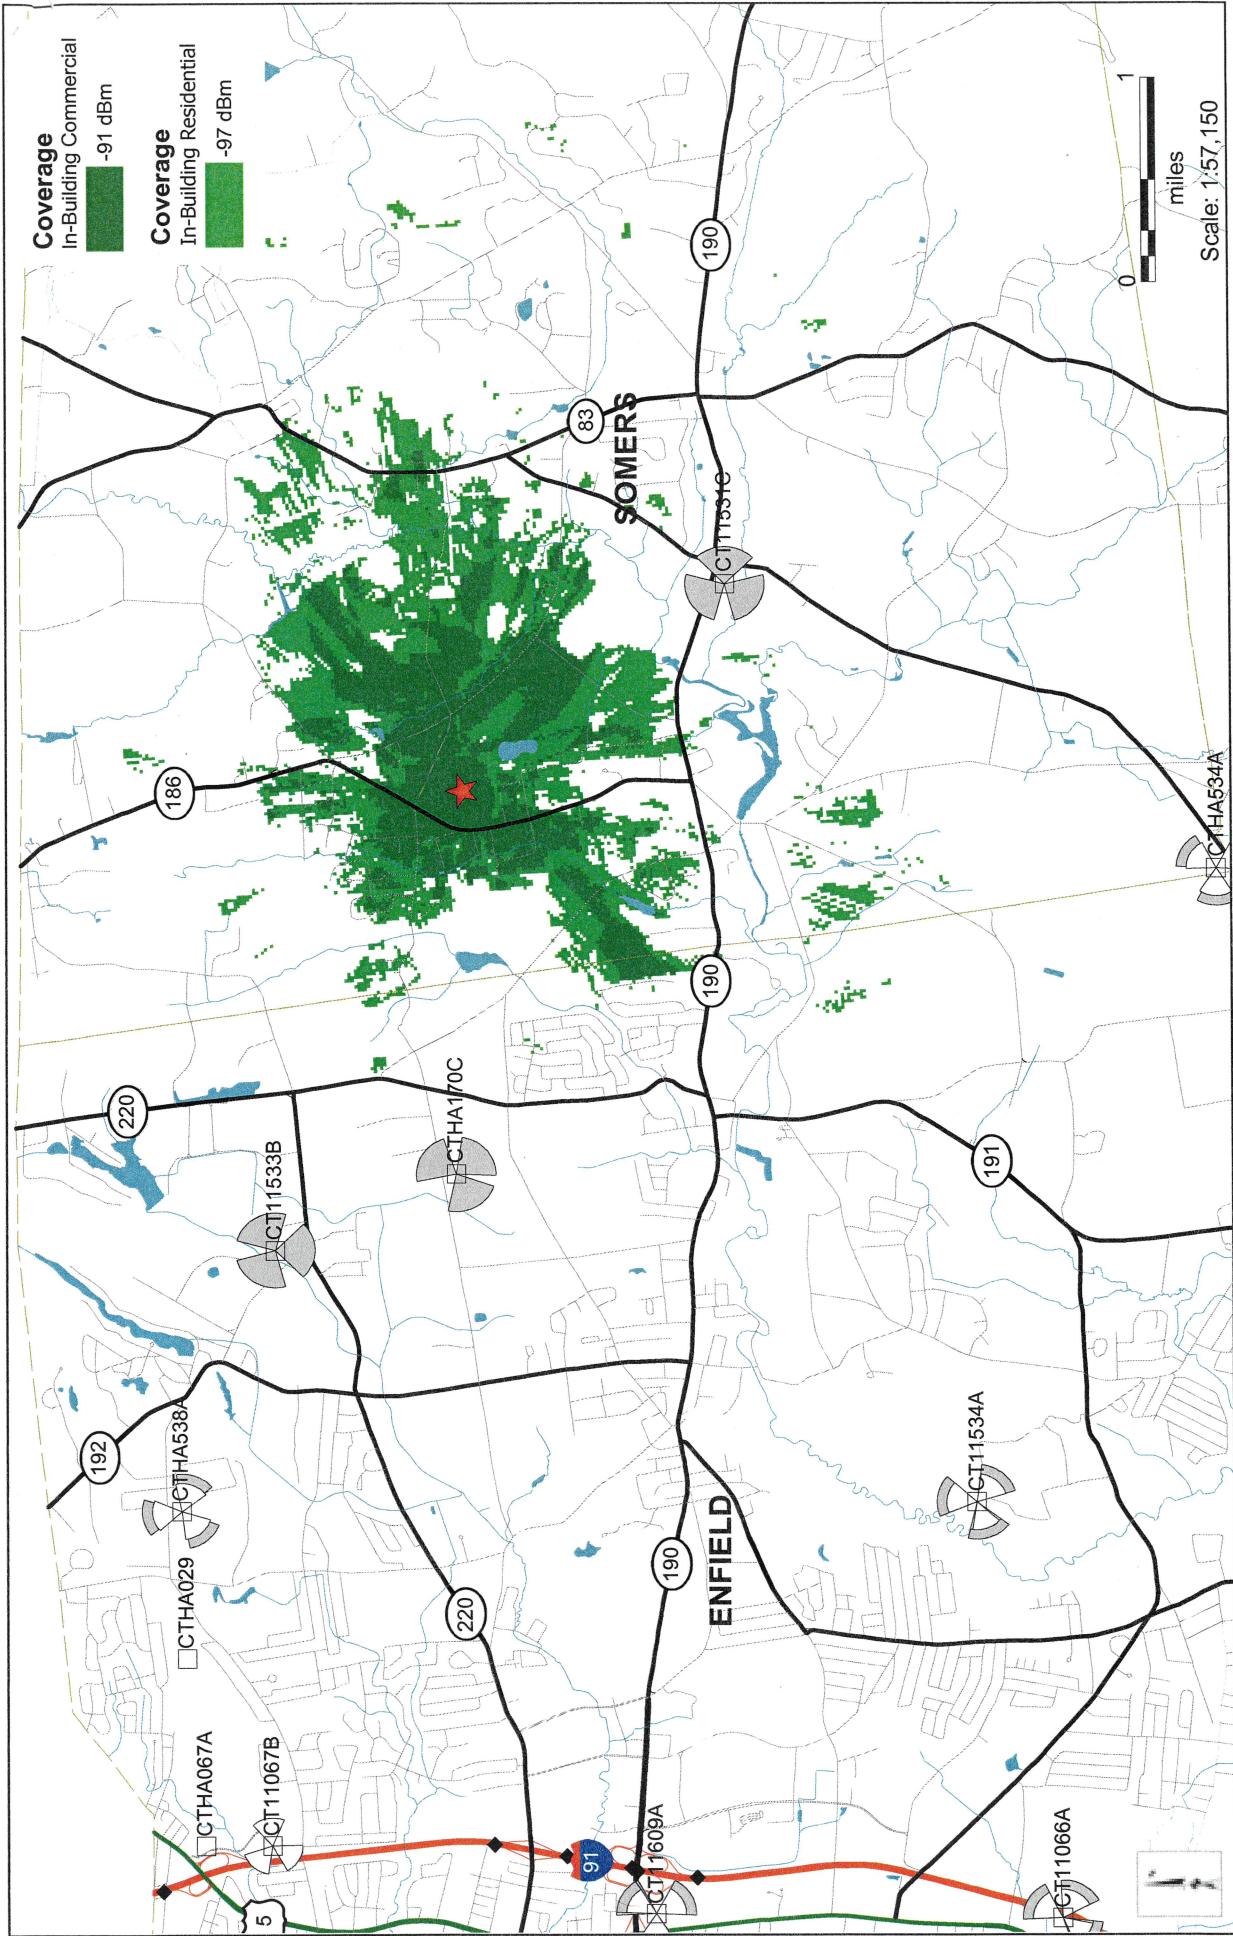 Coverage
In-Building Commercial
-91 dBm
Coverage
In-Building Residential
-97 dBm
5
CTHA067A
CT11067B
CTHA029
CTHA538A
192
220
CT11533B
220
CTHA170C
186
83
SOMERS
190
CT11531C
190
190
ENFIELD
91
CT11609A
CT11066A
CT11534A
191
CTHA534A
0
1
miles
Scale: 1:57,150